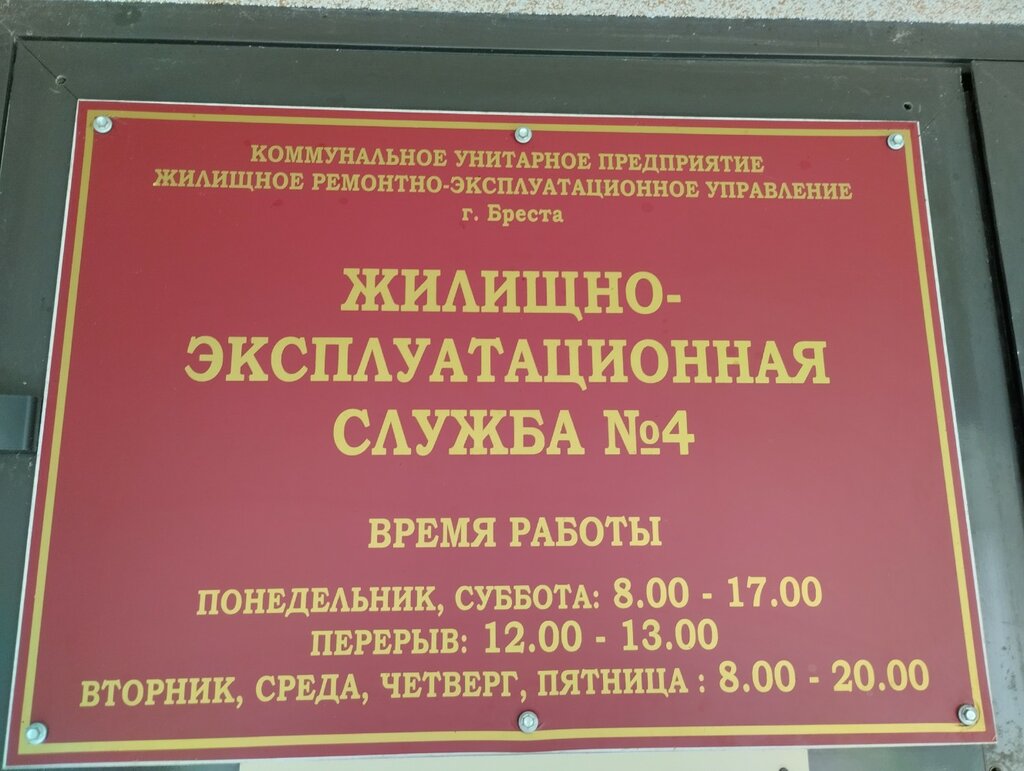 КОММУНАЛЬНОЕ УНИТАРНОЕ ПРЕДПРИЯТИЕ
ЖИЛИЩНОЕ РЕМОНТНО-ЭКСПЛУАТАЦИОННОЕ УПРАВЛЕНИЕ
г. Бреста
ЖИЛИЩНО-
ЭКСПЛУАТАЦИОННАЯ
СЛУЖБА №4
ВРЕМЯ РАБОТЫ
ПОНЕДЕЛЬНИК, СУББОТА: 8.00 - 17.00
ПЕРЕРЫВ: 12.00 - 13.00
ВТОРНИК, СРЕДА, ЧЕТВЕРГ, ПЯТНИЦА : 8.00 - 20.00